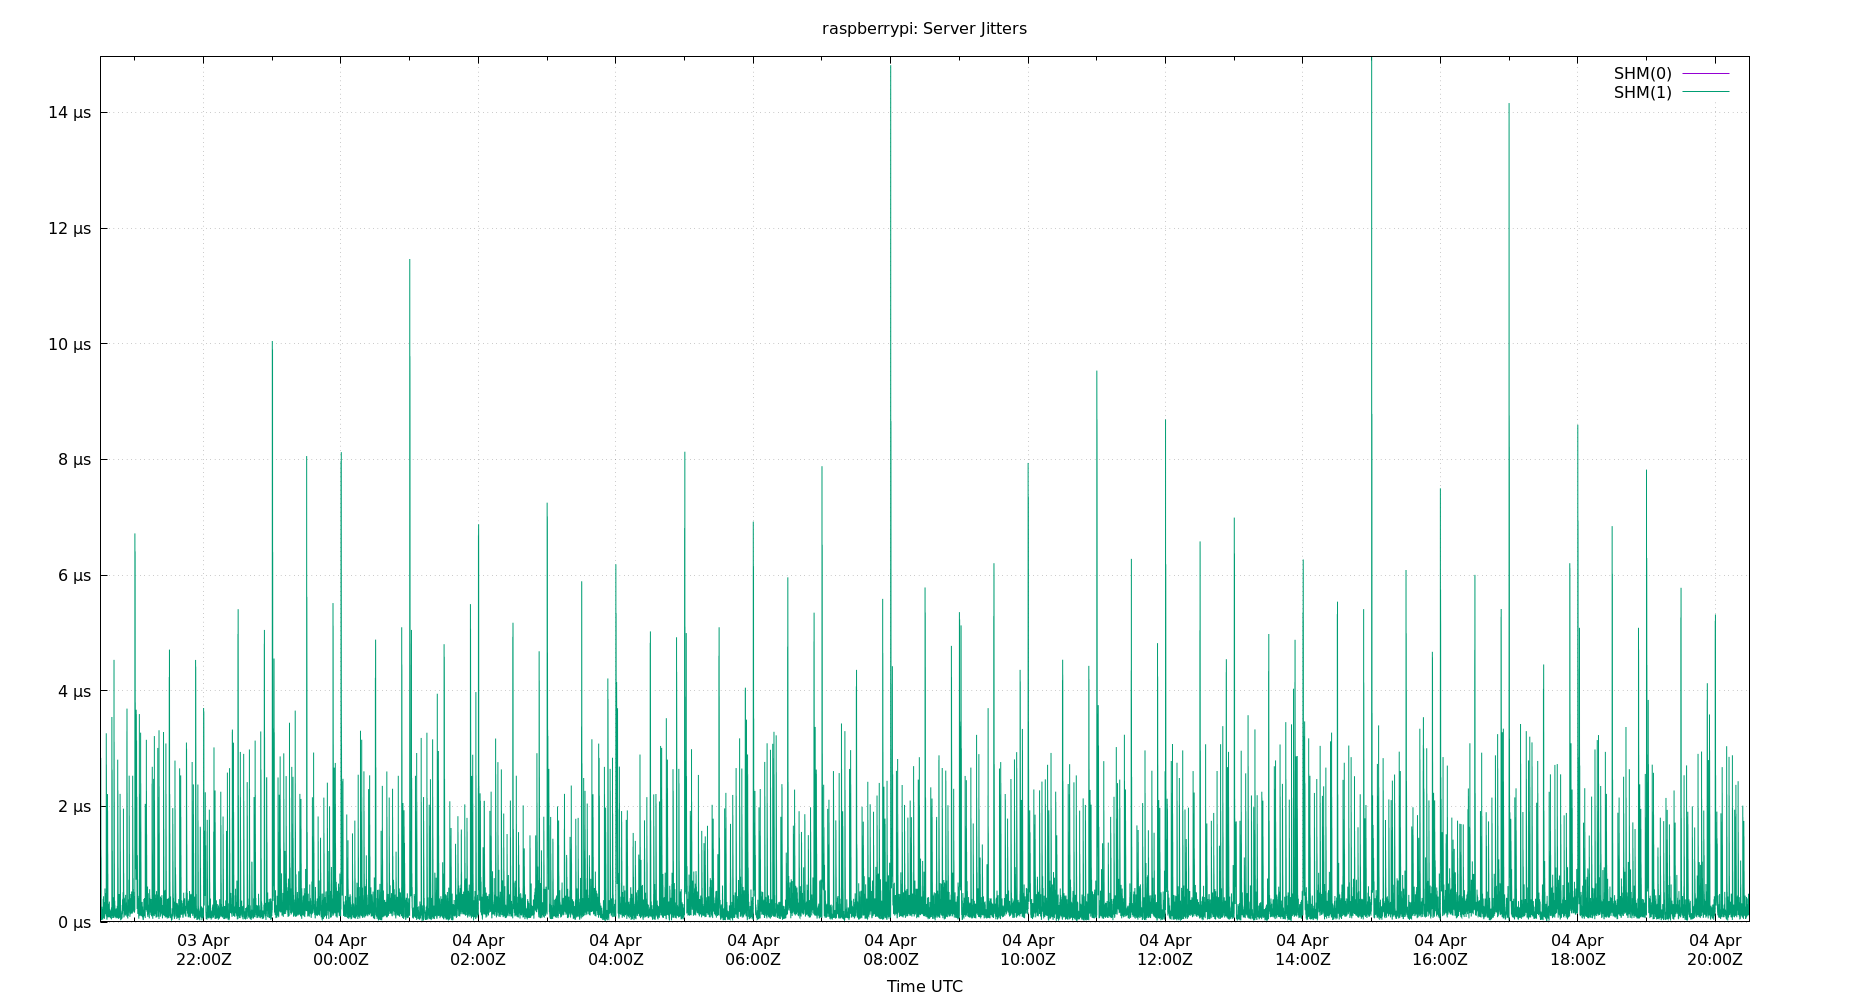 raspberrypi: Server Jitters
SHM(0)
SHM(1)
14 µs
12 µs
10 µs
8 µs
6 µs
4 µs
2 µs
0 µs
03 Apr 04 Apr 04 Apr 04 Apr 04 Apr 04 Apr 04 Apr 04 Apr 04 Apr 04 Apr 04 Apr 04 Apr
22:00Z 00:00Z 02:00Z 04:00Z 06:00Z 08:00Z 10:00Z 12:00Z 14:00Z 16:00Z 18:00Z 20:00Z
Time UTC